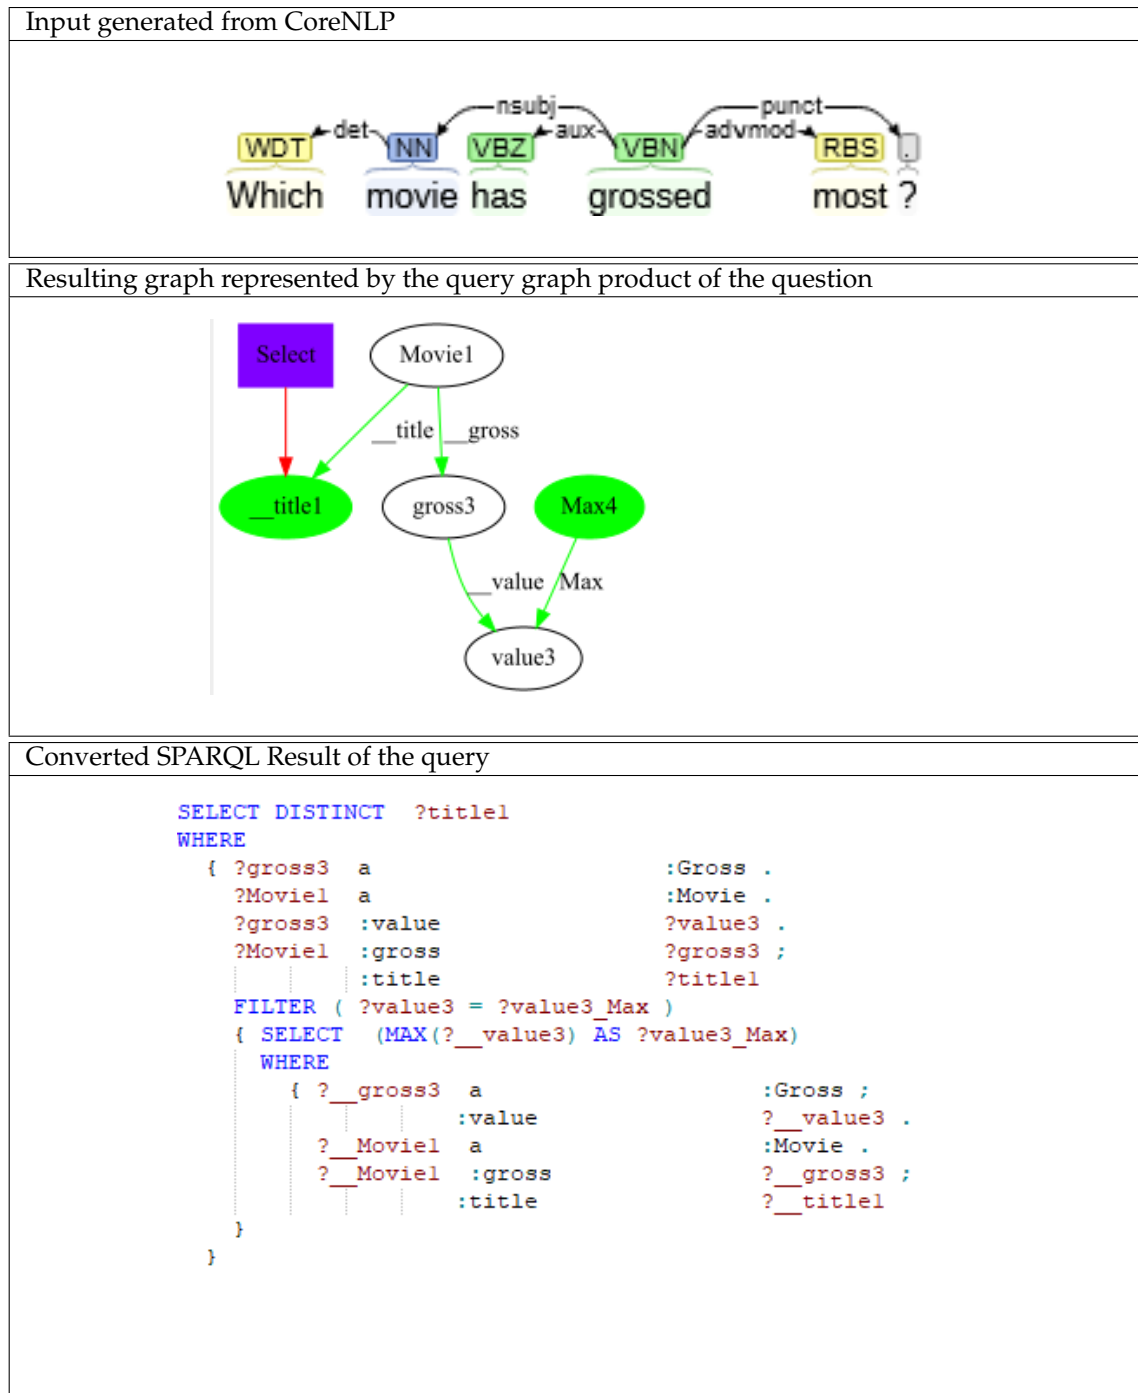 Input generated from CoreNLP
det nsubj aux punct advmod
WDT NN VBZ VBN RBS .
Which movie has grossed most ?
Resulting graph represented by the query graph product of the question
Select Movie1
__title __gross
__title1 gross3 Max4
__value Max
value3
Converted SPARQL Result of the query
SELECT DISTINCT ?title1
WHERE
{ ?gross3 a :Gross .
?Movie1 a :Movie .
?gross3 :value ?value3 .
?Movie1 :gross ?gross3 ;
:title ?title1
FILTER ( ?value3 = ?value3_Max )
{ SELECT (MAX(?__value3) AS ?value3_Max)
WHERE
{ ?__gross3 a :Gross ;
:value ?__value3 .
?__Movie1 a :Movie .
?__Movie1 :gross ?__gross3 ;
:title ?__title1
}
}